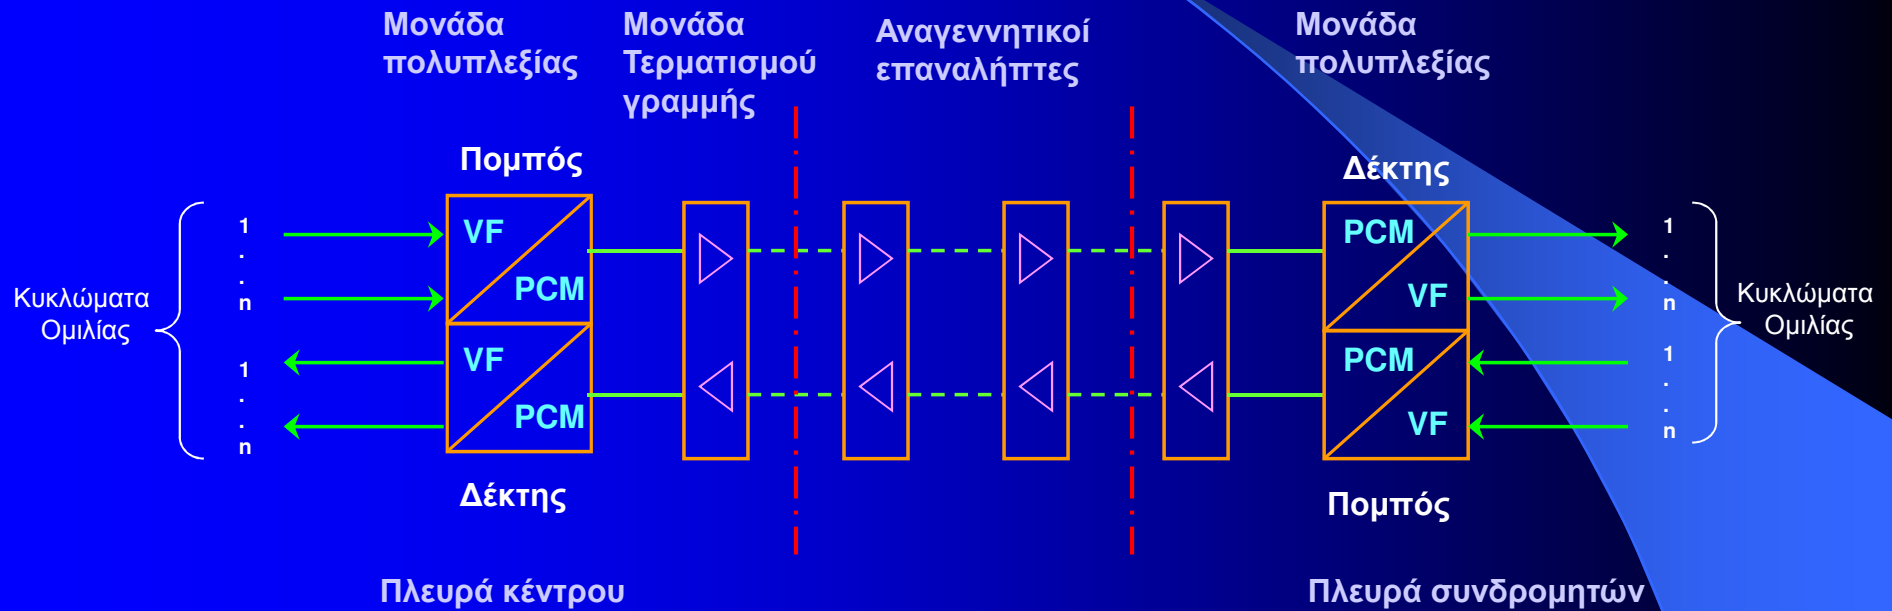 Μονάδα
πολυπλεξίας
Μονάδα
Τερματισμού
γραμμής
Αναγεννητικοί
επαναλήπτες
Μονάδα
πολυπλεξίας
Πομπός
Δέκτης
Κυκλώματα
Ομιλίας
1
.
.
n
1
.
.
n
VF
PCM
VF
PCM
PCM
VF
PCM
VF
1
.
.
n
1
.
.
n
Κυκλώματα
Ομιλίας
Δέκτης
Πομπός
Πλευρά κέντρου
Πλευρά συνδρομητών